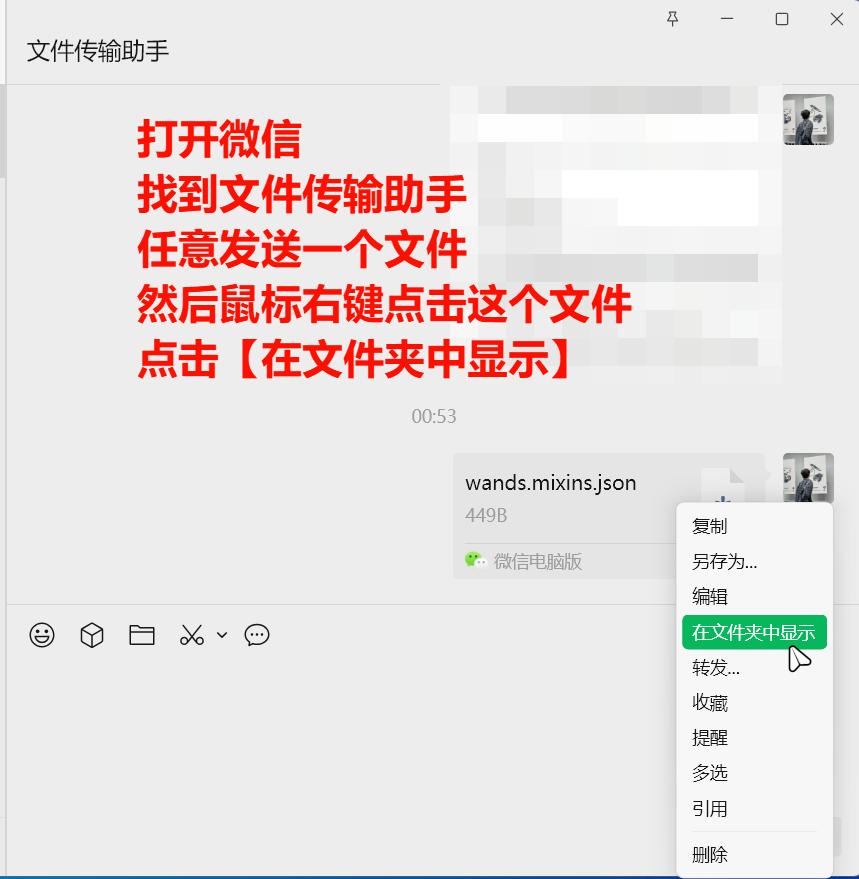 文件传输助手
打开微信
找到文件传输助手
任意发送一个文件
然后鼠标右键点击这个文件
点击【在文件夹中显示】
00:53
wands.mixins.json
449B
微信电脑版
复制
另存为...
编辑
在文件夹中显示
转发...
收藏
提醒
多选
引用
删除